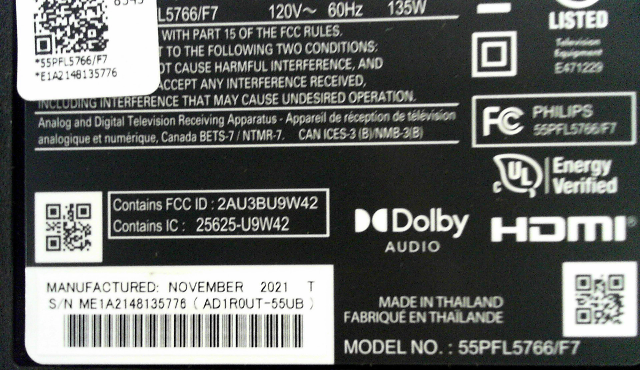 L5766/F7 120V～ 60Hz 135W
*55PFL5766/F7
*E1A2148135776
WITH PART 15 OF THE FCC RULES.
T TO THE FOLLOWING TWO CONDITIONS:
OT CAUSE HARMFUL INTERFERENCE, AND
ACCEPT ANY INTERFERENCE RECEIVED,
INCLUDING INTERFERENCE THAT MAY CAUSE UNDESIRED OPERATION.
Analog and Digital Television Receiving Apparatus - Appareil de réception de télévision
analogique et numérique, Canada BETS-7 / NTMR-7. CAN ICES-3 (B)/NMB-3(B)
LISTED
Television
Equipment
E471229
FC PHILIPS
55PFL5766/F7
c UL Energy
Verified
Contains FCC ID : 2AU3BU9W42
Contains IC : 25625-U9W42
Dolby
AUDIO
HDMI
MANUFACTURED: NOVEMBER 2021 T
S/N ME1A2148135776 ( AD1R0UT-55UB )
MADE IN THAILAND
FABRIQUÉ EN THAÏLANDE
MODEL NO. : 55PFL5766/F7